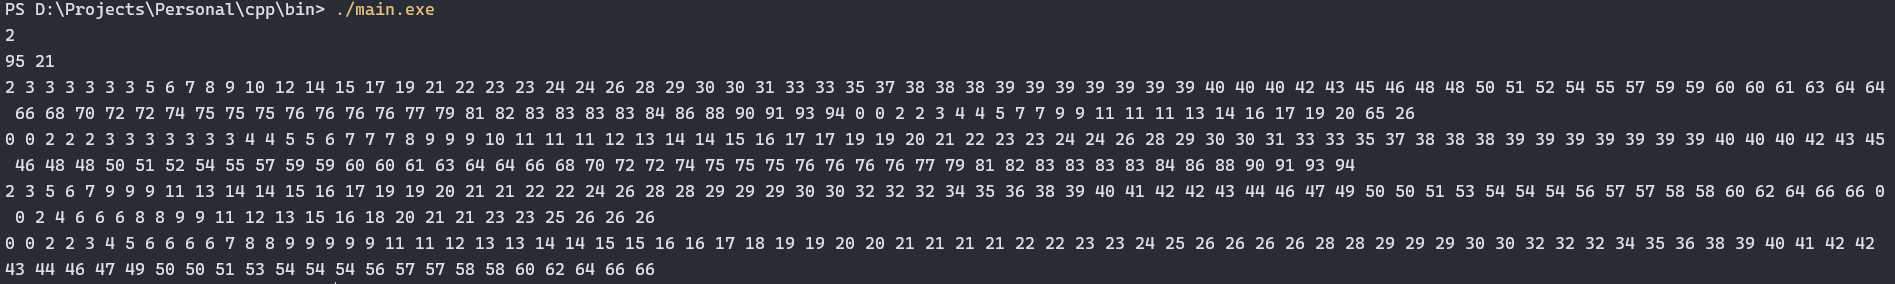 PS D:\Projects\Personal\cpp\bin> ./main.exe
2
95 21
2 3 3 3 3 3 3 5 6 7 8 9 10 12 14 15 17 19 21 22 23 23 24 24 26 28 29 30 30 31 33 33 35 37 38 38 38 39 39 39 39 39 39 39 40 40 40 42 43 45 46 48 48 50 51 52 54 55 57 59 59 60 60 61 63 64 64
66 68 70 72 72 74 75 75 75 76 76 76 76 77 79 81 82 83 83 83 83 84 86 88 90 91 93 94 0 0 2 2 3 4 4 5 7 7 9 9 11 11 11 13 14 16 17 19 20 65 26
0 0 2 2 2 3 3 3 3 3 3 3 4 4 5 5 6 7 7 7 8 9 9 9 10 11 11 11 12 13 14 14 15 16 17 17 19 19 20 21 22 23 23 24 24 26 28 29 30 30 31 33 33 35 37 38 38 38 39 39 39 39 39 39 39 40 40 40 42 43 45
46 48 48 50 51 52 54 55 57 59 59 60 60 61 63 64 64 66 68 70 72 72 74 75 75 75 76 76 76 76 77 79 81 82 83 83 83 83 84 86 88 90 91 93 94
2 3 5 6 7 9 9 9 11 13 14 14 15 16 17 19 19 20 21 21 22 22 24 26 28 28 29 29 29 30 30 32 32 32 34 35 36 38 39 40 41 42 42 43 44 46 47 49 50 50 51 53 54 54 54 56 57 57 58 58 60 62 64 66 66 0
0 2 4 6 6 6 8 8 9 9 11 12 13 15 16 18 20 21 21 23 23 25 26 26 26
0 0 2 2 3 4 5 6 6 6 6 7 8 8 9 9 9 9 9 11 11 12 13 13 14 14 15 15 16 16 17 18 19 19 20 20 21 21 21 21 22 22 23 23 24 25 26 26 26 26 28 28 29 29 29 30 30 32 32 32 34 35 36 38 39 40 41 42 42
43 44 46 47 49 50 50 51 53 54 54 54 56 57 57 58 58 60 62 64 66 66